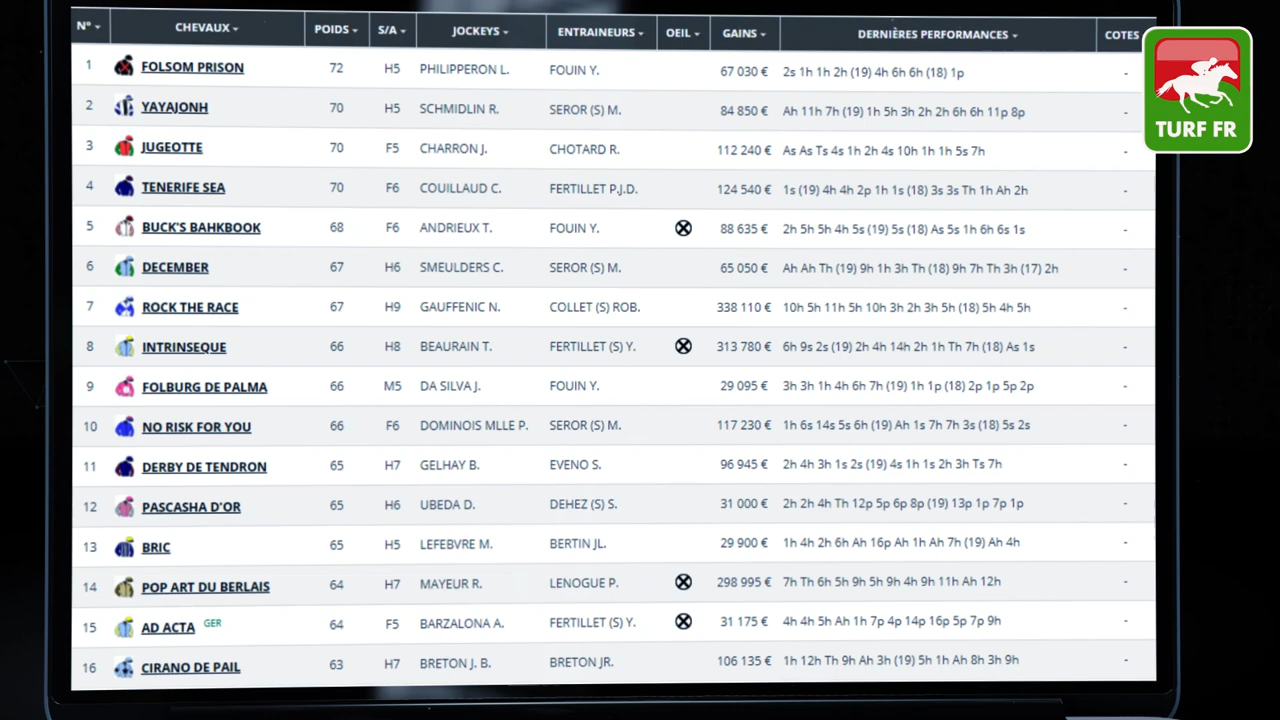 N° CHEVAUX POIDS S/A JOCKEYS ENTRAINEURS OEIL GAINS DERNIÈRES PERFORMANCES COTES
1 FOLSOM PRISON 72 H5 PHILIPPERON L. FOUIN Y. 67 030 € 2s 1h 1h 2h (19) 4h 6h 6h (18) 1p -
2 YAYAJONH 70 H5 SCHMIDLIN R. SEROR (S) M. 84 850 € Ah 11h 7h (19) 1h 5h 3h 2h 2h 6h 6h 11p 8p -
3 JUGEOTTE 70 F5 CHARRON J. CHOTARD R. 112 240 € As As Ts 4s 1h 2h 4s 10h 1h 1h 5s 7h -
4 TENERIFE SEA 70 F6 COUILLAUD C. FERTILLET P.J.D. 124 540 € 1s (19) 4h 4h 2p 1h 1s (18) 3s 3s Th 1h Ah 2h -
5 BUCK'S BAHKBOOK 68 F6 ANDRIEUX T. FOUIN Y. 88 635 € 2h 5h 5h 4h 5s (19) 5s (18) As 5s 1h 6h 6s 1s -
6 DECEMBER 67 H6 SMEULDERS C. SEROR (S) M. 65 050 € Ah Ah Th (19) 9h 1h 3h Th (18) 9h 7h Th 3h (17) 2h -
7 ROCK THE RACE 67 H9 GAUFFENIC N. COLLET (S) ROB. 338 110 € 10h 5h 11h 5h 10h 3h 2h 3h 5h (18) 5h 4h 5h -
8 INTRINSEQUE 66 H8 BEAURAIN T. FERTILLET (S) Y. 313 780 € 6h 9s 2s (19) 2h 4h 14h 2h 1h Th 7h (18) As 1s -
9 FOLBURG DE PALMA 66 M5 DA SILVA J. FOUIN Y. 29 095 € 3h 3h 1h 4h 6h 7h (19) 1h 1p (18) 2p 1p 5p 2p -
10 NO RISK FOR YOU 66 F6 DOMINOIS MLLE P. SEROR (S) M. 117 230 € 1h 6s 14s 5s 6h (19) Ah 1s 7h 7h 3s (18) 5s 2s -
11 DERBY DE TENDRON 65 H7 GELHAY B. EVENO S. 96 945 € 2h 4h 3h 1s 2s (19) 4s 1h 1s 2h 3h Ts 7h -
12 PASCASHA D'OR 65 H6 UBEDA D. DEHEZ (S) S. 31 000 € 2h 2h 4h Th 12p 5p 6p 8p (19) 13p 1p 7p 1p -
13 BRIC 65 H5 LEFEBVRE M. BERTIN JL. 29 900 € 1h 4h 2h 6h Ah 16p Ah 1h Ah 7h (19) Ah 4h -
14 POP ART DU BERLAIS 64 H7 MAYEUR R. LENOGUE P. 298 995 € 7h Th 6h 5h 9h 5h 9h 4h 9h 11h Ah 12h -
15 AD ACTA GER 64 F5 BARZALONA A. FERTILLET (S) Y. 31 175 € 4h 4h 5h Ah 1h 7p 4p 14p 16p 5p 7p 9h -
16 CIRANO DE PAIL 63 H7 BRETON J. B. BRETON JR. 106 135 € 1h 12h Th 9h Ah 3h (19) 5h 1h Ah 8h 3h 9h -
TURF FR